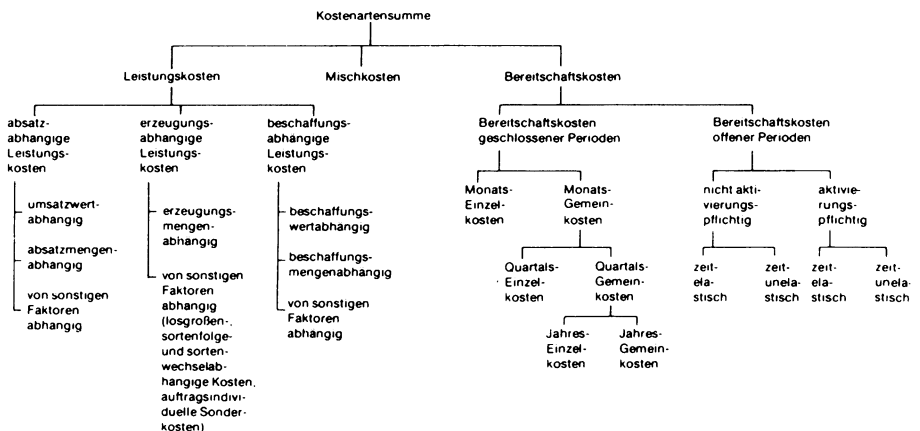 Kostenartensumme
Leistungskosten
Mischkosten
Bereitschaftskosten
absatz-
abhängige
Leistungs-
kosten
umsatzwert-
abhängig
absatzmengen-
abhängig
von sonstigen
Faktoren
abhängig
erzeugungs-
abhängige
Leistungs-
kosten
erzeugungs-
mengen-
abhängig
von sonstigen
Faktoren
abhängig
(losgroßen-,
sortenfolge-
und sorten-
wechselab-
hangige Kosten,
auftragsindivi-
duelle Sonder-
kosten)
beschaffungs-
abhängige
Leistungs-
kosten
beschaffungs-
wertabhängig
beschaffungs-
mengenabhängig
von sonstigen
Faktoren
abhängig
Bereitschaftskosten
geschlossener Perioden
Monats-
Einzel-
kosten
Monats-
Gemein-
kosten
Quartals-
Einzel-
kosten
Quartals-
Gemein-
kosten
Jahres-
Einzel-
kosten
Jahres-
Gemein-
kosten
Bereitschaftskosten
offener Perioden
nicht akti-
vierungs-
pflichtig
aktivie-
rungs-
pflichtig
zeit-
ela-
stisch
zeit-
unela-
stisch
zeit-
ela-
stisch
zeit-
unela-
stisch